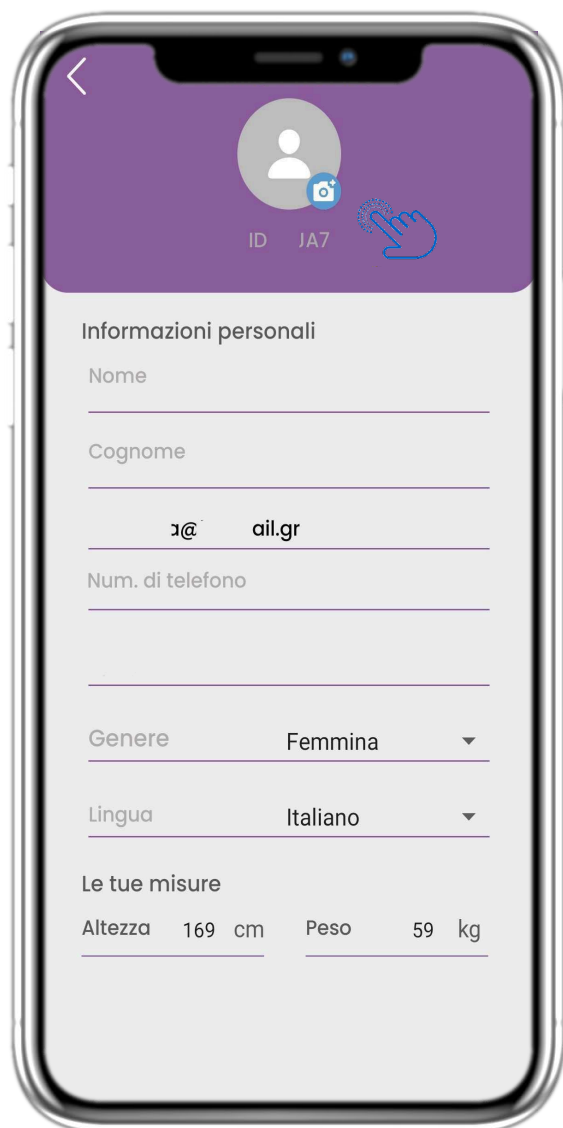 ID JA7
Informazioni personali
Nome
Cognome
a@ ail.gr
Num. di telefono
Genere Femmina
Lingua Italiano
Le tue misure
Altezza 169 cm Peso 59 kg